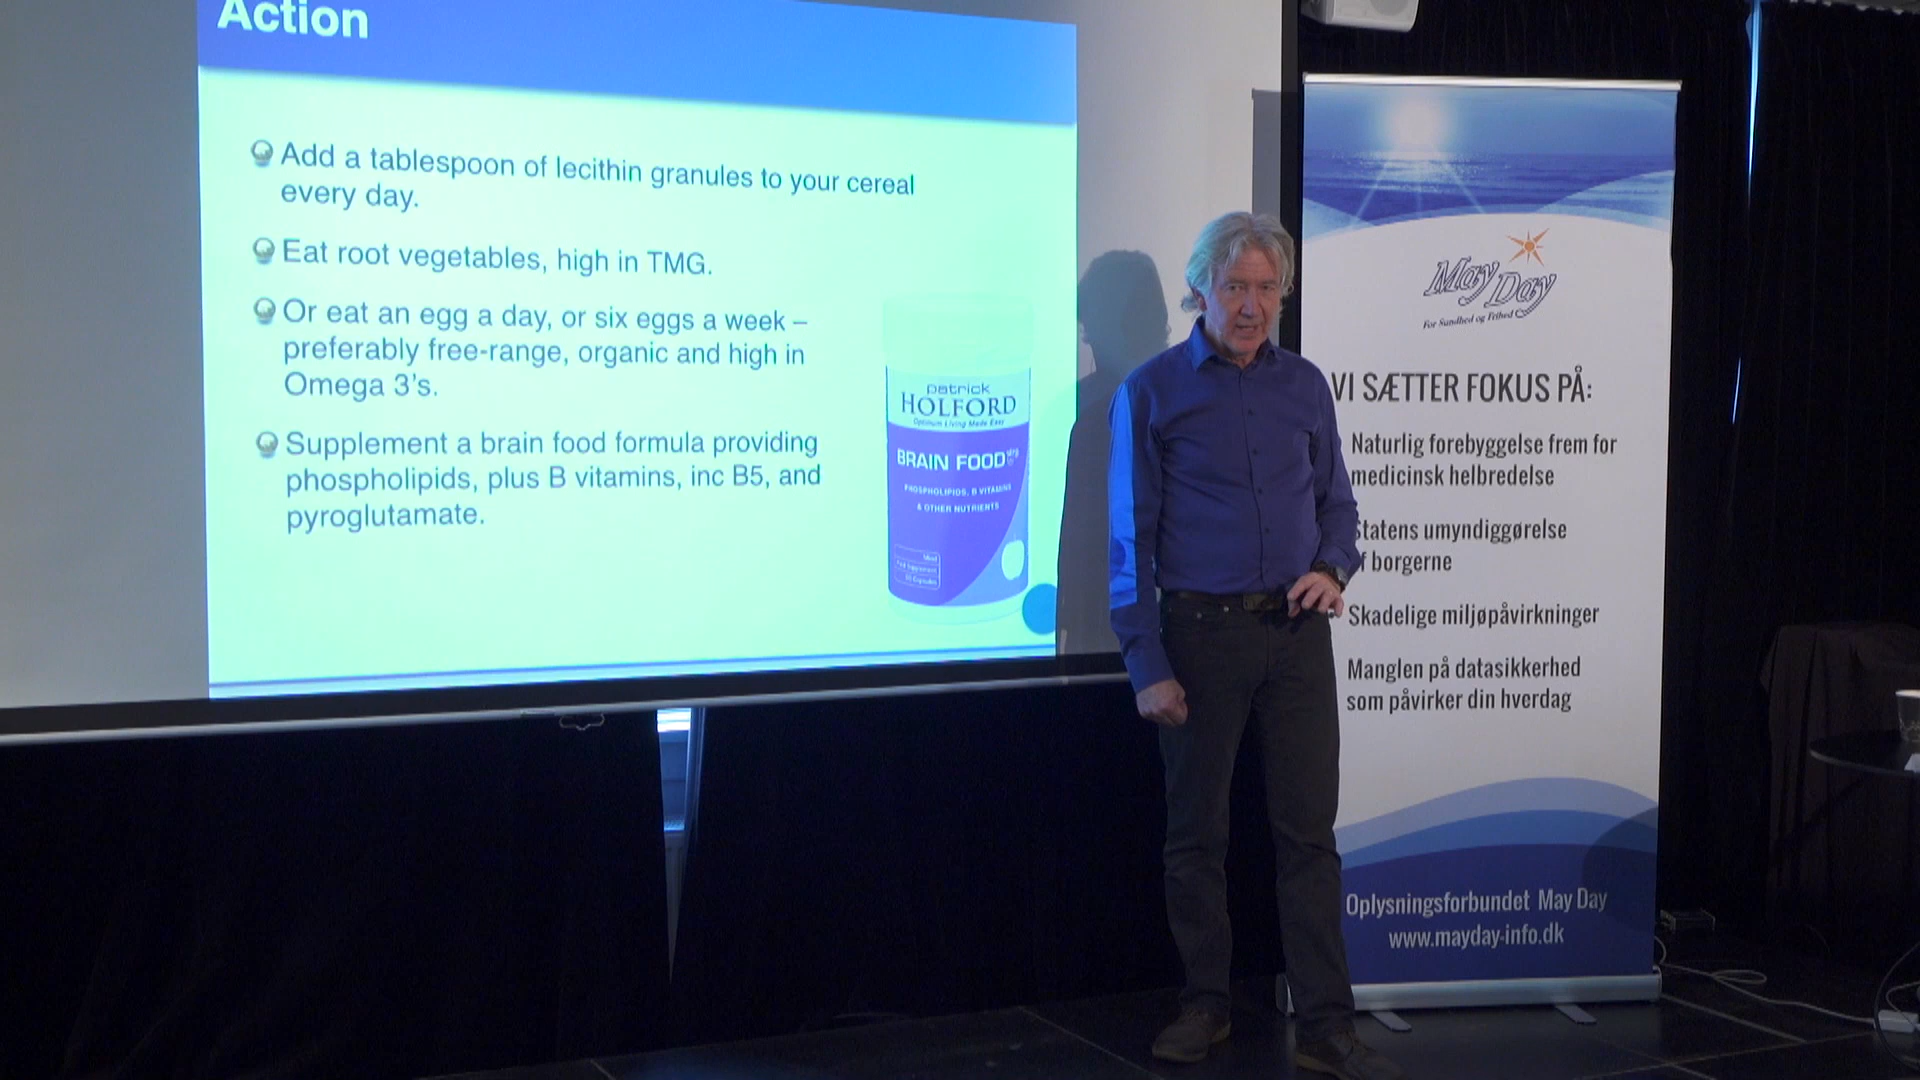 Action
Add a tablespoon of lecithin granules to your cereal
every day.
Eat root vegetables, high in TMG.
Or eat an egg a day, or six eggs a week –
preferably free-range, organic and high in
Omega 3's.
Supplement a brain food formula providing
phospholipids, plus B vitamins, inc B5, and
pyroglutamate.
patrick
HOLFORD
Optimum Living Made Easy
BRAIN FOOD
PHOSPHOLIPIDS, B VITAMINS
& OTHER NUTRIENTS
May Day
For Sundhed og Frihed
VI SÆTTER FOKUS PÅ:
Naturlig forebyggelse frem for
medicinsk helbredelse
Statens umyndiggørelse
f borgerne
Skadelige miljøpåvirkninger
Manglen på datasikkerhed
som påvirker din hverdag
Oplysningsforbundet May Day
www.mayday-info.dk